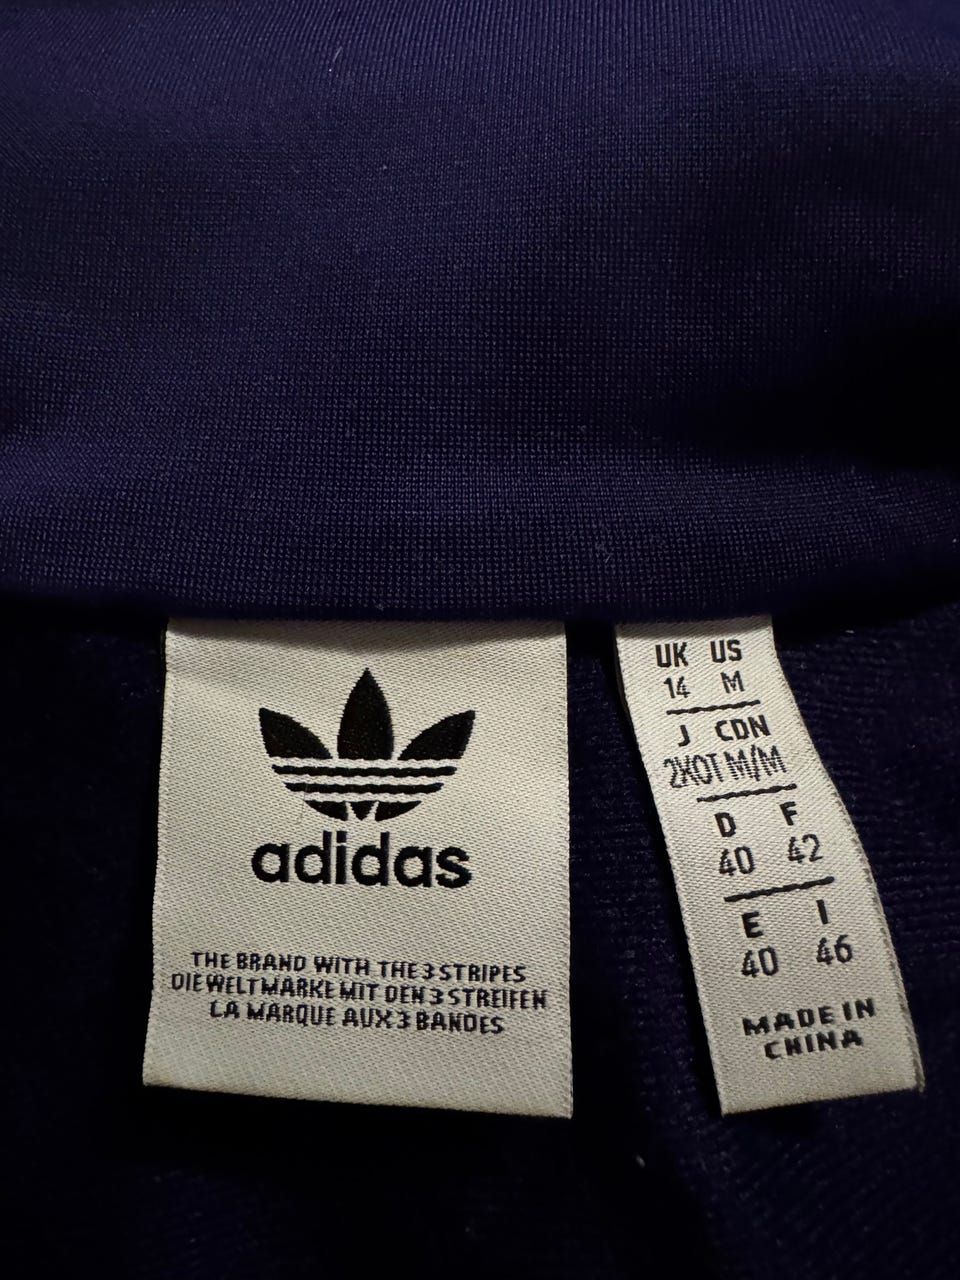 adidas
THE BRAND WITH THE 3 STRIPES
DIE WELTMARKE MIT DEN 3 STREIFEN
LA MARQUE AUX 3 BANDES
UK US
14 M
J CDN
2XOT M/M
D F
40 42
E I
40 46
MADE IN
CHINA